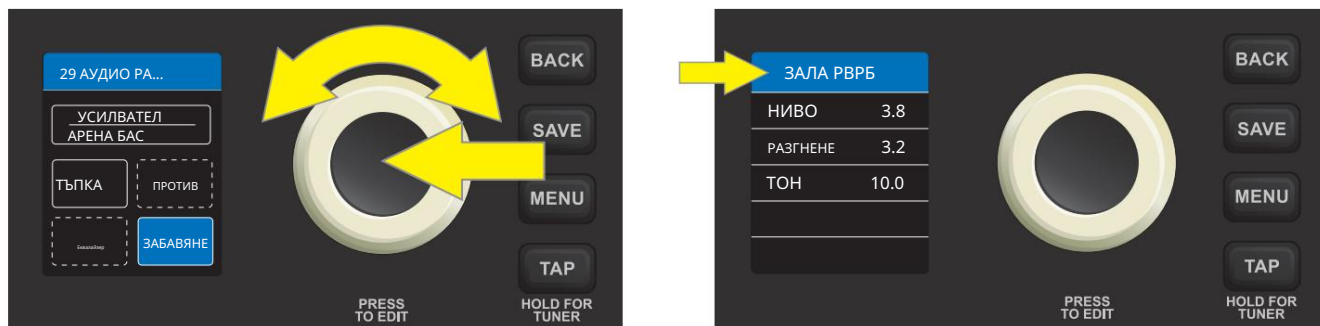 29 АУДИО РА...
УСИЛВАТЕЛ
АРЕНА БАС
ТЪПКА
ПРОТИВ
Еквалайзер
ЗАБАВЯНЕ
BACK
SAVE
MENU
TAP
PRESS
TO EDIT
HOLD FOR
TUNER
ЗАЛА РВРБ
НИВО 3.8
РАЗГНЕНЕ 3.2
ТОН 10.0
BACK
SAVE
MENU
TAP
PRESS
TO EDIT
HOLD FOR
TUNER